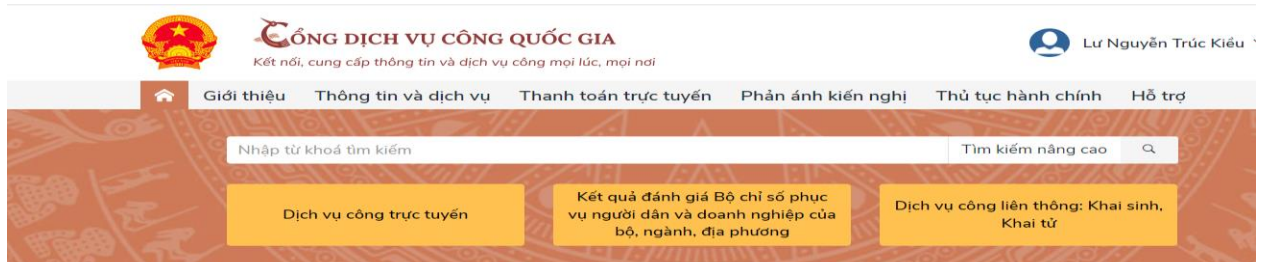 CỔNG DỊCH VỤ CÔNG QUỐC GIA
Kết nối, cung cấp thông tin và dịch vụ công mọi lúc, mọi nơi
Lư Nguyễn Trúc Kiều
Giới thiệu Thông tin và dịch vụ Thanh toán trực tuyến Phản ánh kiến nghị Thủ tục hành chính Hỗ trợ
Nhập từ khoá tìm kiếm Tìm kiếm nâng cao
Dịch vụ công trực tuyến
Kết quả đánh giá Bộ chỉ số phục
vụ người dân và doanh nghiệp của
bộ, ngành, địa phương
Dịch vụ công liên thông: Khai sinh,
Khai tử